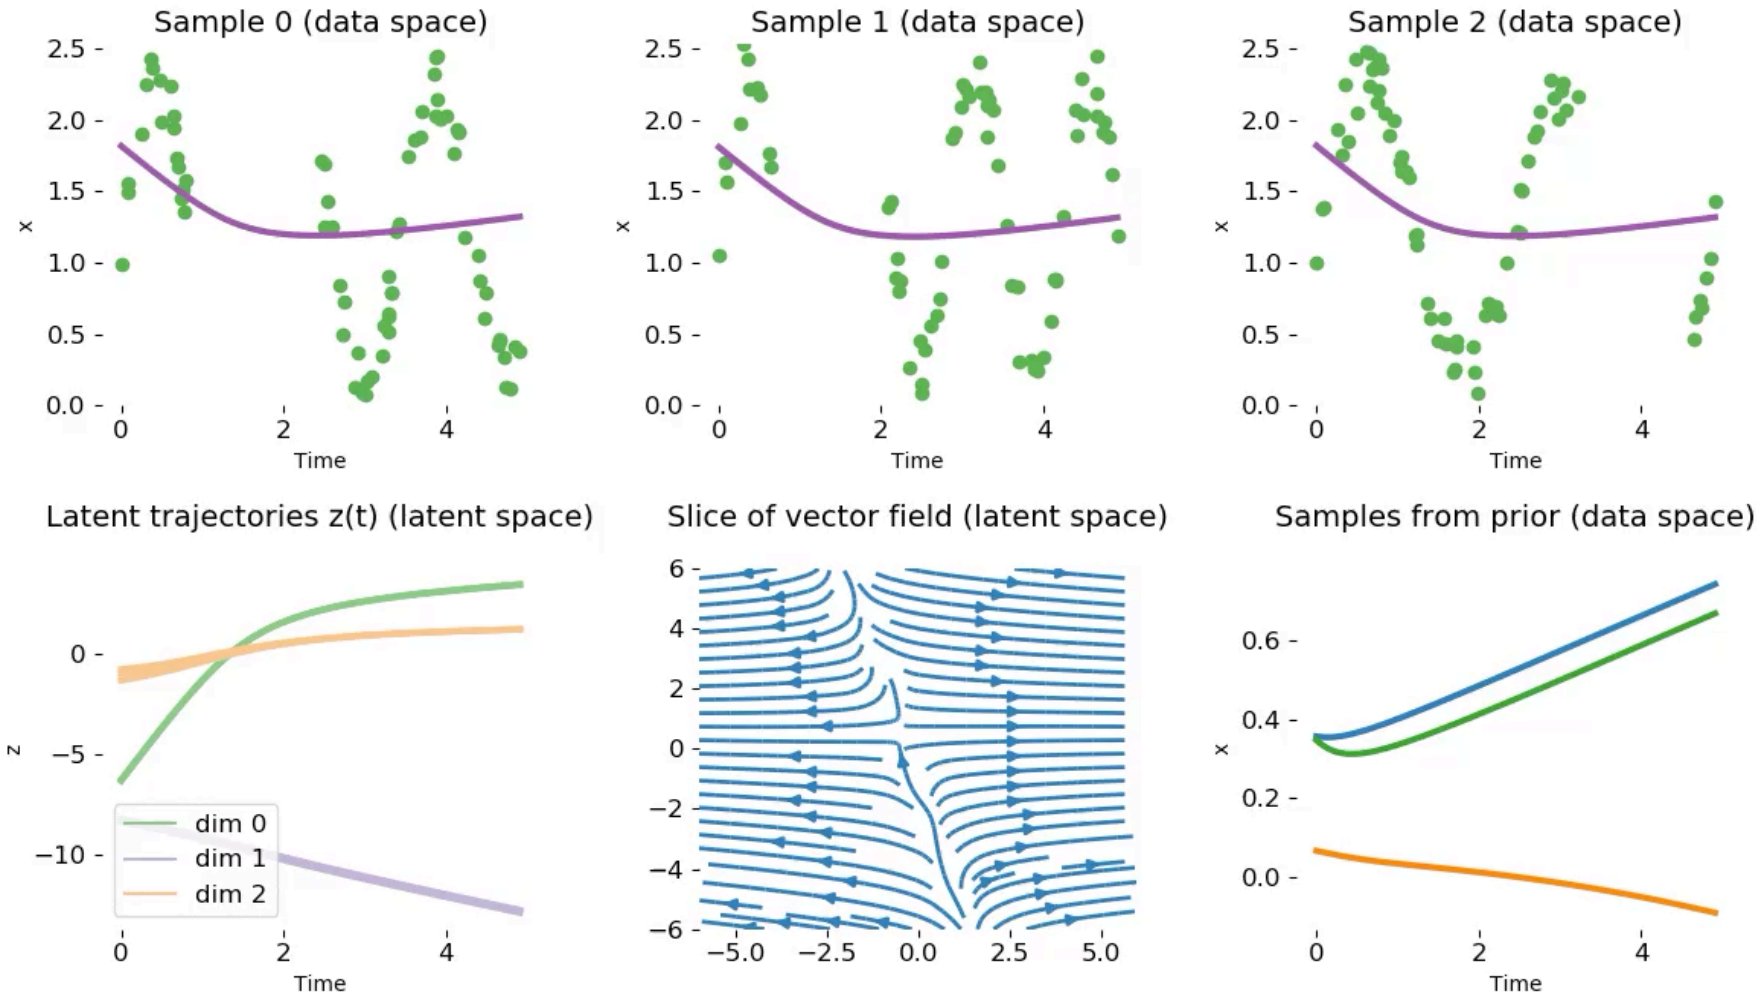 Sample 0 (data space)
2.5
2.0
1.5
1.0
0.5
0.0
x
0 2 4
Time
Sample 1 (data space)
2.5
2.0
1.5
1.0
0.5
0.0
x
0 2 4
Time
Sample 2 (data space)
2.5
2.0
1.5
1.0
0.5
0.0
x
0 2 4
Time
Latent trajectories z(t) (latent space)
0
−5
−10
z
dim 0
dim 1
dim 2
0 2 4
Time
Slice of vector field (latent space)
6
4
2
0
−2
−4
−6
−5.0 −2.5 0.0 2.5 5.0
Samples from prior (data space)
0.6
0.4
0.2
0.0
x
0 2 4
Time